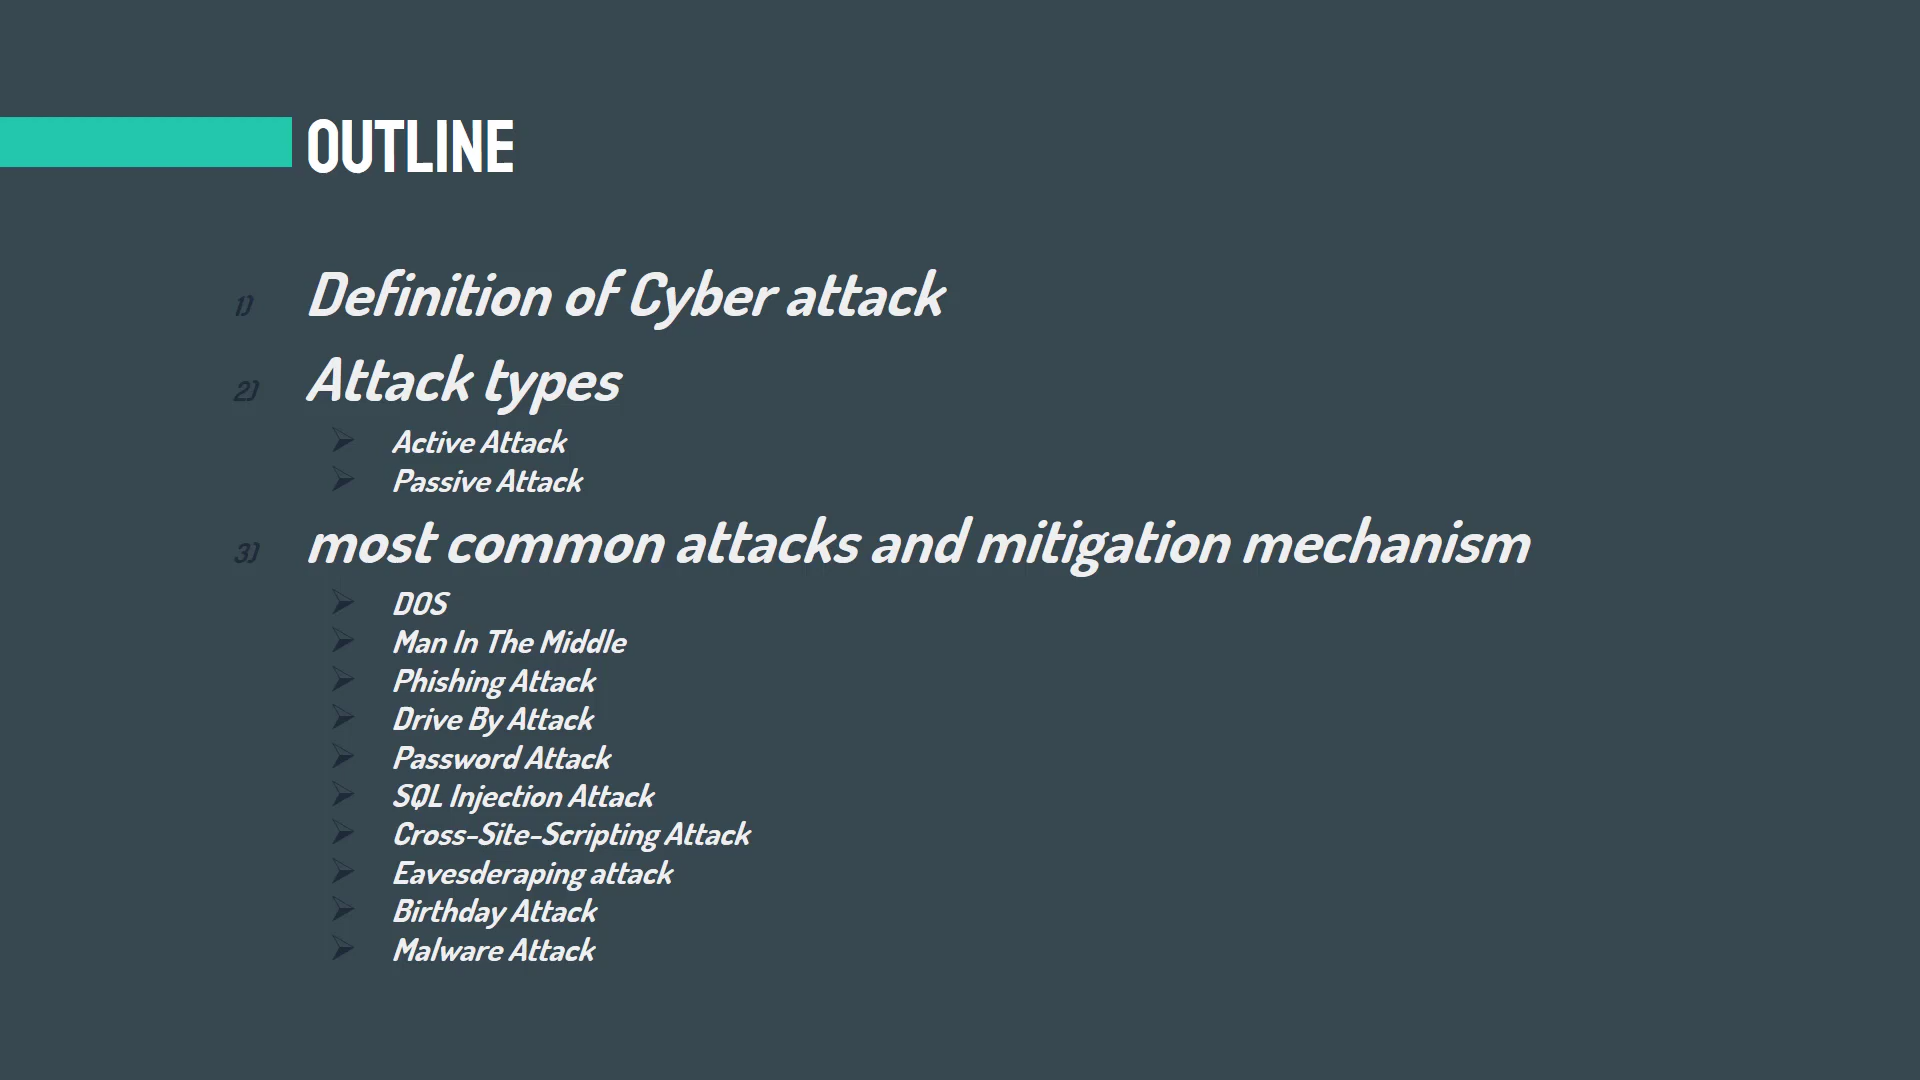 OUTLINE
1) Definition of Cyber attack
2) Attack types
Active Attack
Passive Attack
3) most common attacks and mitigation mechanism
DOS
Man In The Middle
Phishing Attack
Drive By Attack
Password Attack
SQL Injection Attack
Cross-Site-Scripting Attack
Eavesderaping attack
Birthday Attack
Malware Attack